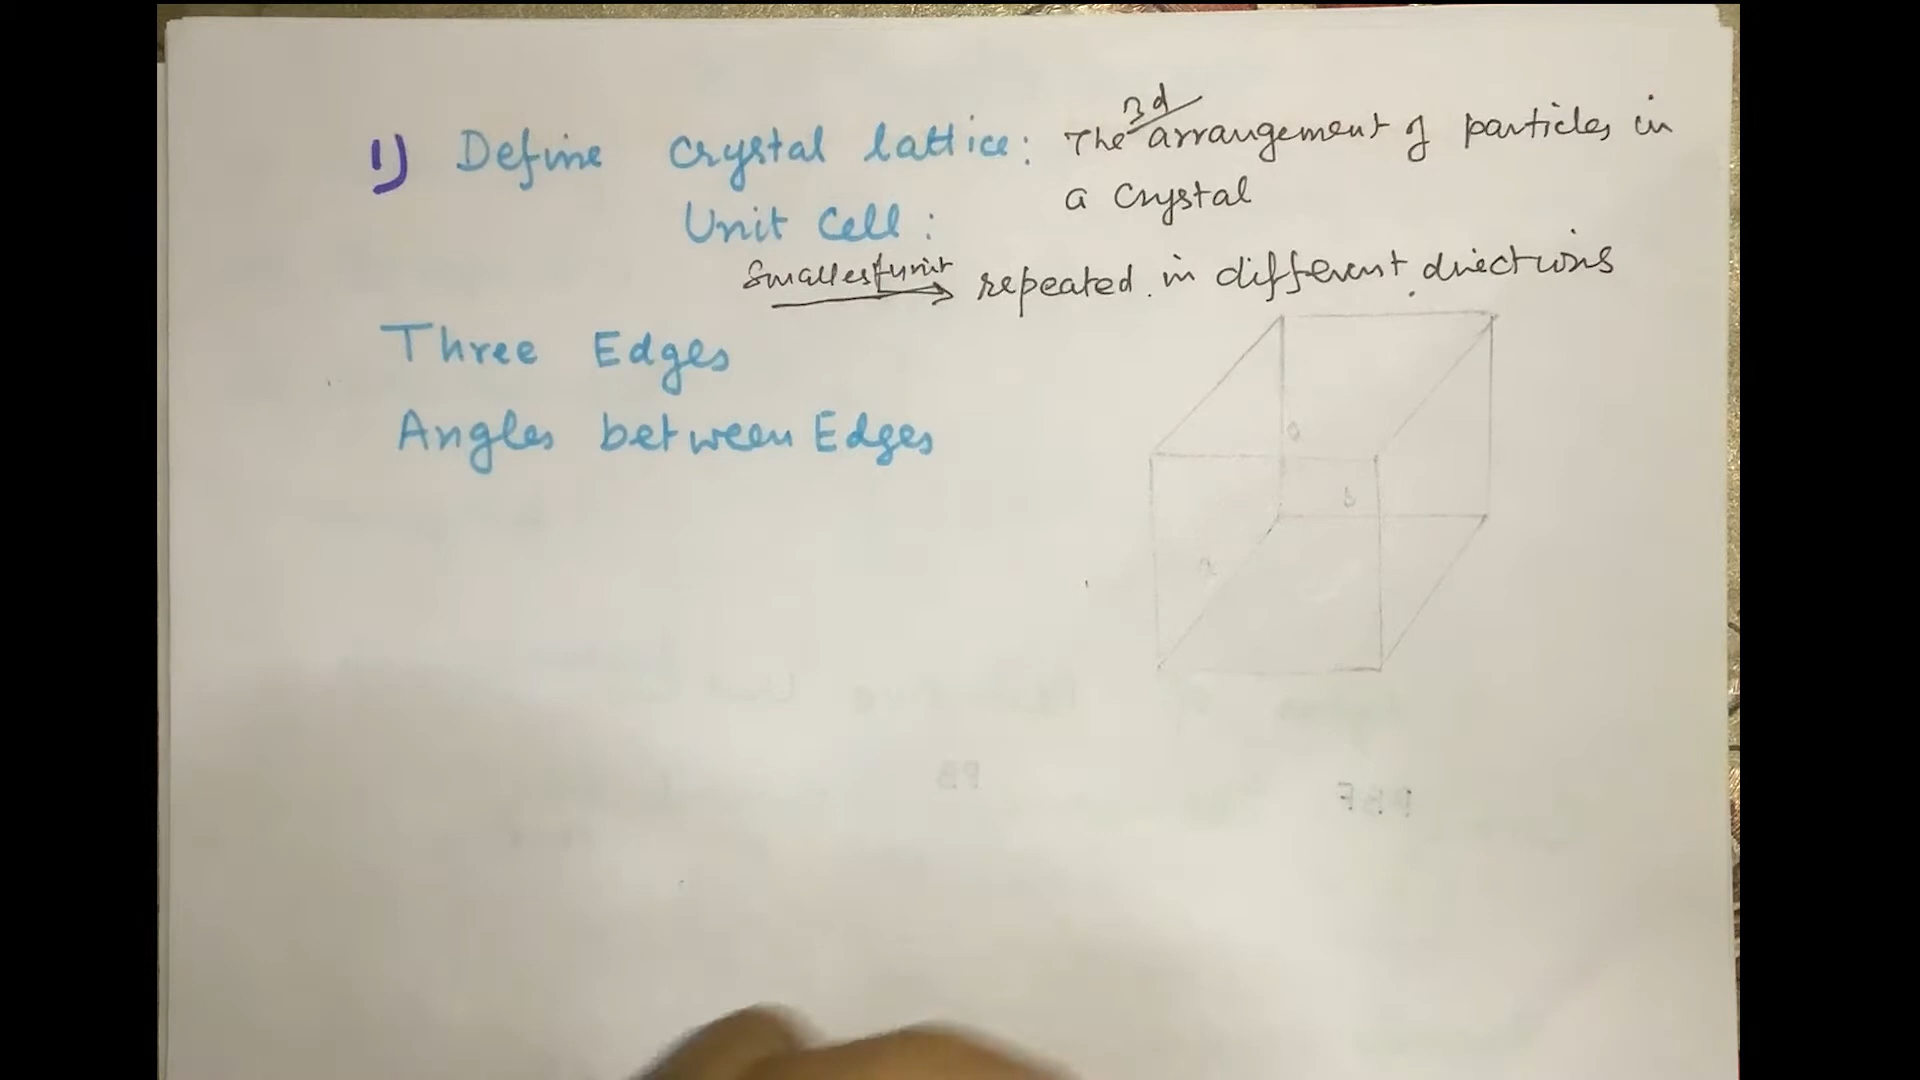 1) Define crystal lattice: The 3d arrangement of particles in
a crystal
Unit Cell:
Smallest unit repeated in different directions
Three Edges
Angles between Edges